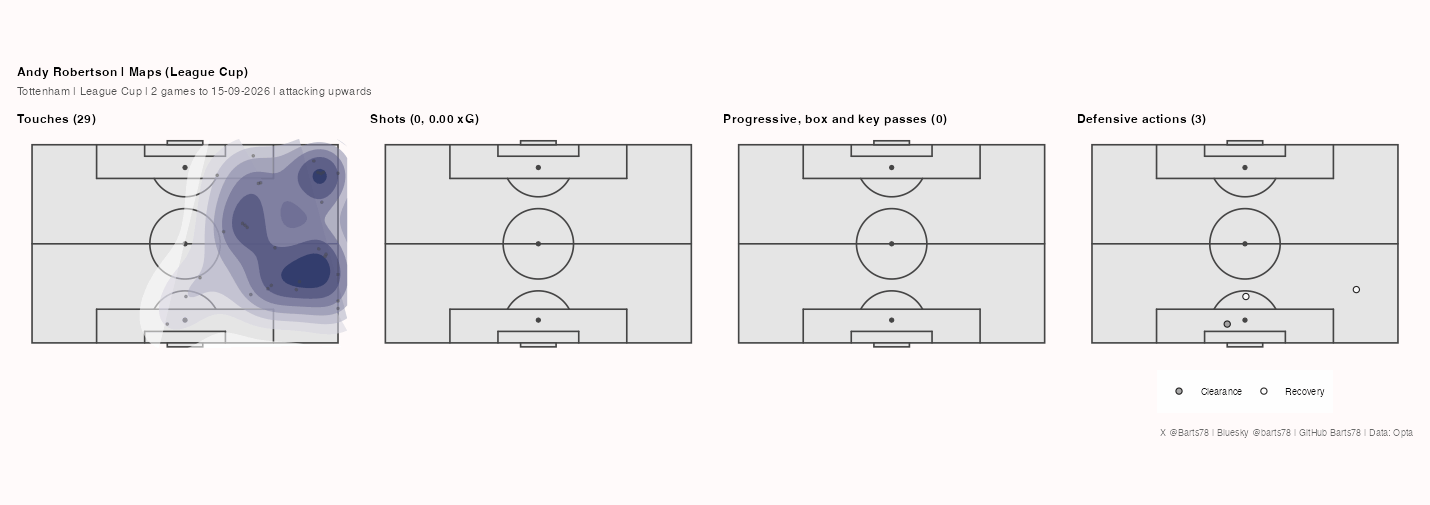 Andy Robertson | Maps (League Cup)
Tottenham | League Cup | 2 games to 15-09-2026 | attacking upwards
Touches (29)
Shots (0, 0.00 xG)
Progressive, box and key passes (0)
Defensive actions (3)
Clearance
Recovery
X @Barts78 | Bluesky @barts78 | GitHub Barts78 | Data: Opta